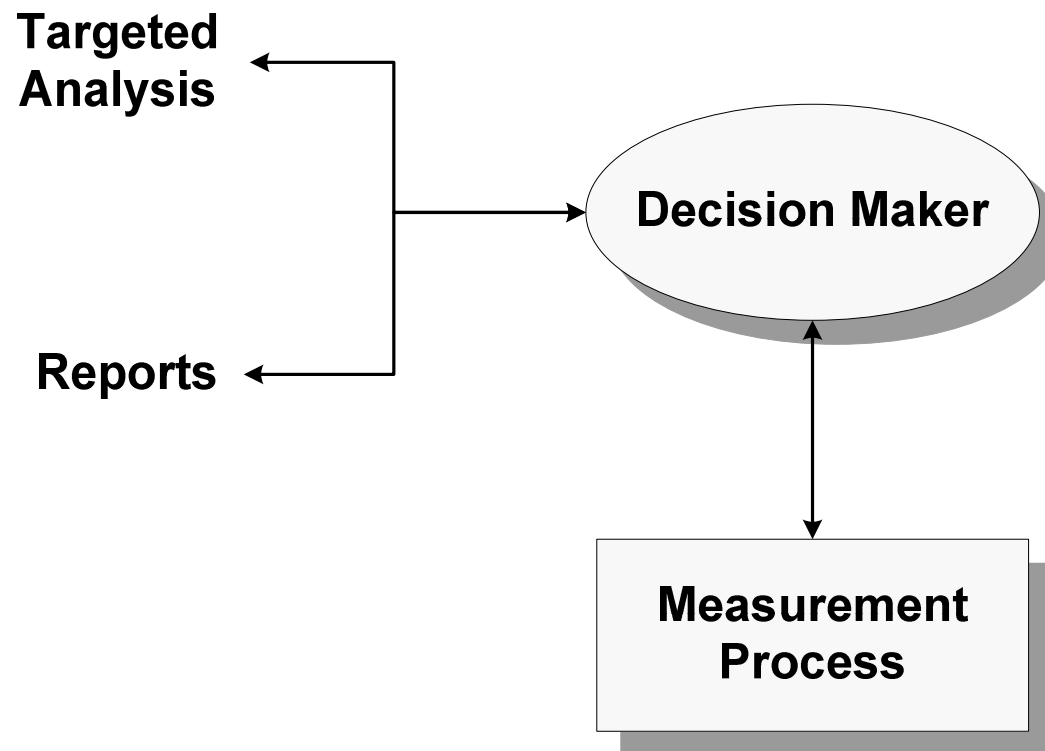 Targeted
Analysis
Decision Maker
Reports
Measurement
Process